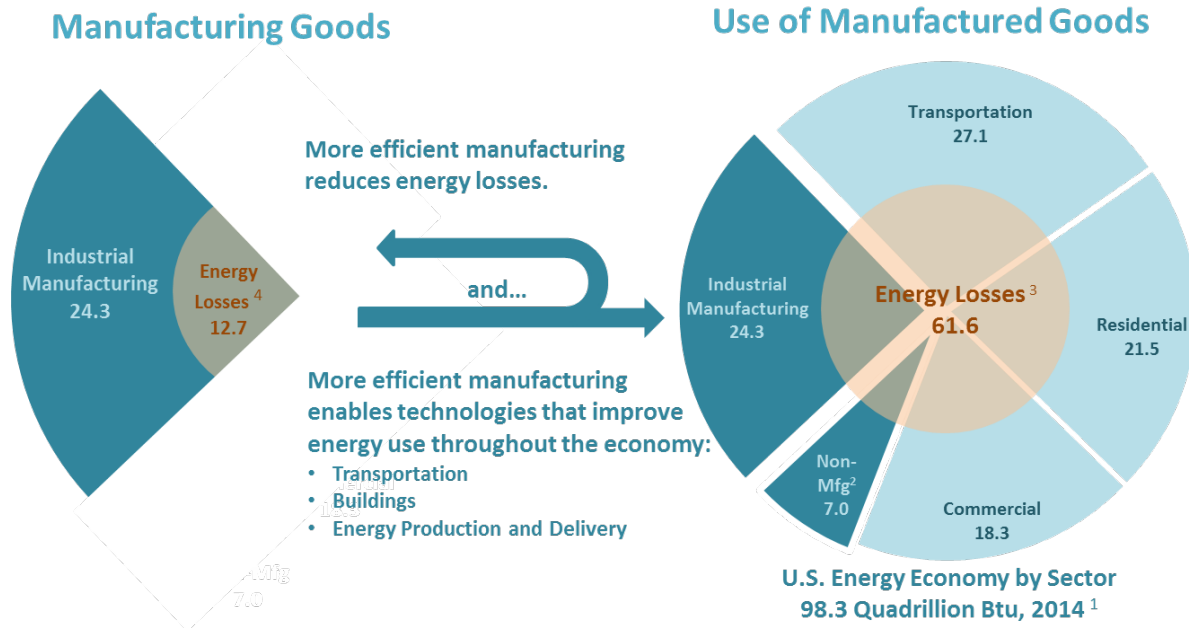 Manufacturing Goods
Use of Manufactured Goods
Industrial
Manufacturing
24.3
Energy
Losses 4
12.7
More efficient manufacturing
reduces energy losses.
and...
More efficient manufacturing
enables technologies that improve
energy use throughout the economy:
• Transportation
• Buildings
• Energy Production and Delivery
Mfg
7.0
Transportation
27.1
Industrial
Manufacturing
24.3
Energy Losses 3
61.6
Residential
21.5
Non-
Mfg2
7.0
Commercial
18.3
U.S. Energy Economy by Sector
98.3 Quadrillion Btu, 2014 1